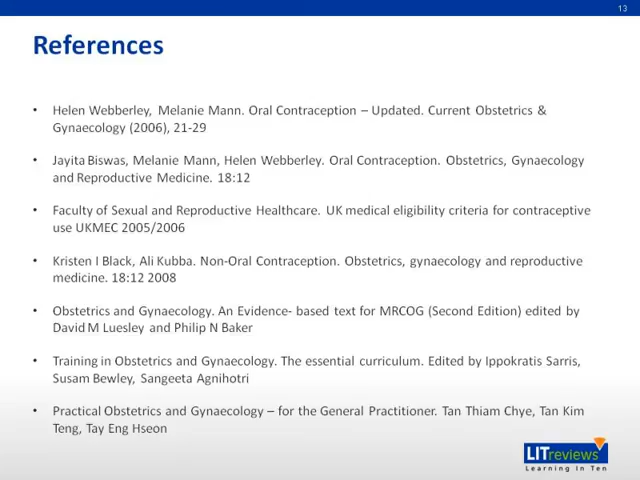 13
References
• Helen Webberley, Melanie Mann. Oral Contraception – Updated. Current Obstetrics &
Gynaecology (2006), 21-29
• Jayita Biswas, Melanie Mann, Helen Webberley. Oral Contraception. Obstetrics, Gynaecology
and Reproductive Medicine. 18:12
• Faculty of Sexual and Reproductive Healthcare. UK medical eligibility criteria for contraceptive
use UKMEC 2005/2006
• Kristen I Black, Ali Kubba. Non-Oral Contraception. Obstetrics, gynaecology and reproductive
medicine. 18:12 2008
• Obstetrics and Gynaecology. An Evidence- based text for MRCOG (Second Edition) edited by
David M Luesley and Philip N Baker
• Training in Obstetrics and Gynaecology. The essential curriculum. Edited by Ippokratis Sarris,
Susam Bewley, Sangeeta Agnihotri
• Practical Obstetrics and Gynaecology – for the General Practitioner. Tan Thiam Chye, Tan Kim
Teng, Tay Eng Hseon
LITreviews
Learning In Ten